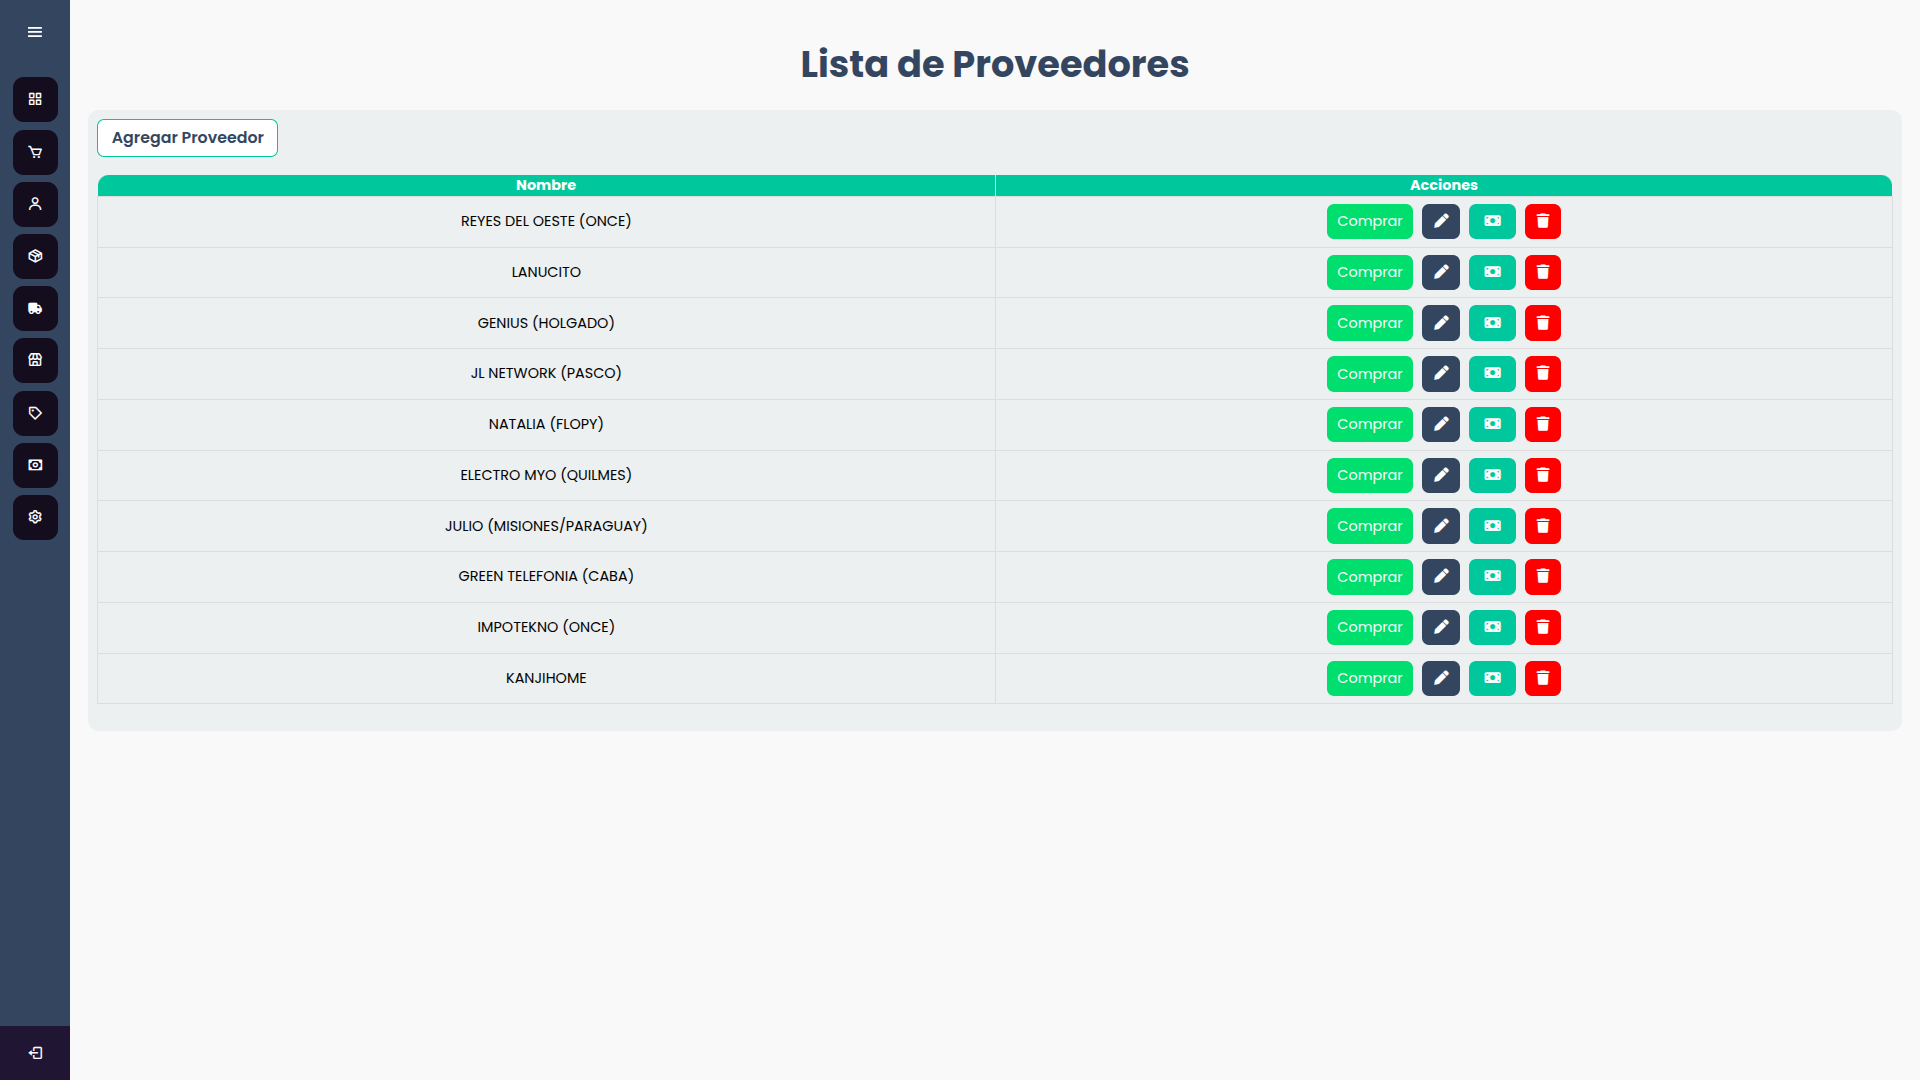 Lista de Proveedores
Agregar Proveedor
Nombre Acciones
REYES DEL OESTE (ONCE) Comprar
LANUCITO Comprar
GENIUS (HOLGADO) Comprar
JL NETWORK (PASCO) Comprar
NATALIA (FLOPY) Comprar
ELECTRO MYO (QUILMES) Comprar
JULIO (MISIONES/PARAGUAY) Comprar
GREEN TELEFONIA (CABA) Comprar
IMPOTEKNO (ONCE) Comprar
KANJIHOME Comprar